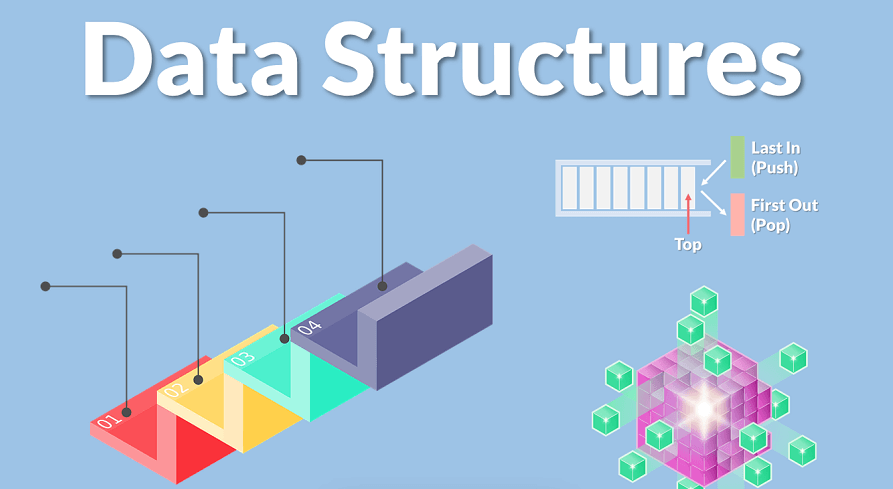 Data Structures
Last In
(Push)
First Out
(Pop)
Top
04
03
02
01